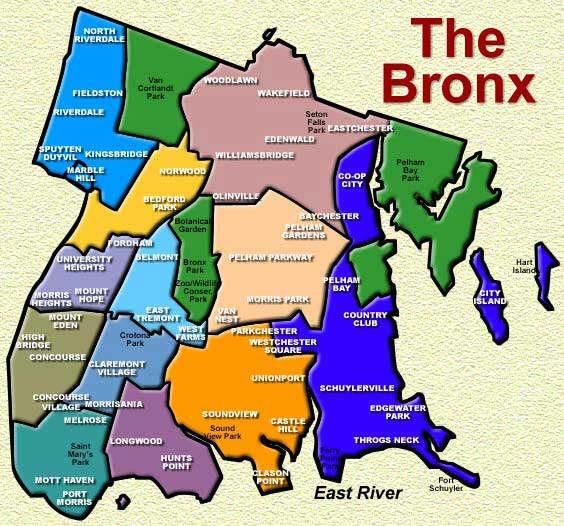 The
Bronx
NORTH
RIVERDALE
Van
Cortlandt
Park
WOODLAWN
FIELDSTON
WAKEFIELD
RIVERDALE
Seton
Falls
Park
EASTCHESTER
EDENWALD
SPUYTEN
DUYVIL
KINGSBRIDGE
WILLIAMSBRIDGE
Pelham
Bay
Park
MARBLE
HILL
NORWOOD
CO-OP
CITY
BEDFORD
PARK
OLINVILLE
BAYCHESTER
Botanical
Garden
PELHAM
GARDENS
FORDHAM
UNIVERSITY
HEIGHTS
BELMONT
Bronx
Park
PELHAM PARKWAY
Hart
Island
Zoo/Wildlife
Conser.
Park
PELHAM
BAY
CITY
ISLAND
MORRIS
HEIGHTS
MOUNT
HOPE
MORRIS PARK
EAST
TREMONT
VAN
NEST
COUNTRY
CLUB
MOUNT
EDEN
WEST
FARMS
PARKCHESTER
HIGH
BRIDGE
Crotona
Park
WESTCHESTER
SQUARE
CONCOURSE
CLAREMONT
VILLAGE
UNIONPORT
SCHUYLERVILLE
CONCOURSE
VILLAGE
MORRISANIA
MELROSE
SOUNDVIEW
Sound
View Park
CASTLE
HILL
EDGEWATER
PARK
LONGWOOD
THROGS NECK
Saint
Mary's
Park
HUNTS
POINT
Ferry
Point
Park
MOTT HAVEN
CLASON
POINT
Fort
Schuyler
PORT
MORRIS
East River